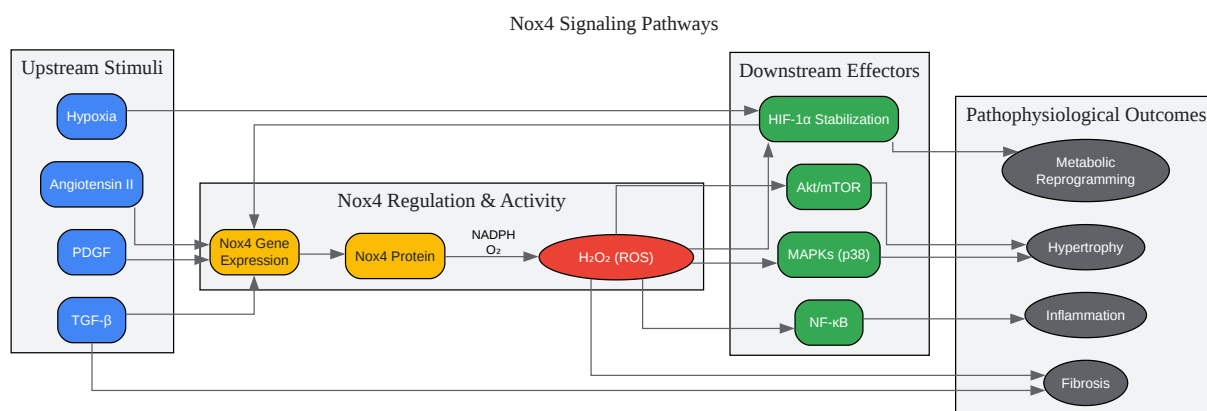 Nox4 Signaling Pathways
Upstream Stimuli
Hypoxia
Angiotensin II
PDGF
TGF-β
Nox4 Regulation & Activity
Nox4 Gene
Expression
Nox4 Protein
NADPH
O₂
H₂O₂ (ROS)
Downstream Effectors
HIF-1α Stabilization
Akt/mTOR
MAPKs (p38)
NF-κB
Pathophysiological Outcomes
Metabolic
Reprogramming
Hypertrophy
Inflammation
Fibrosis